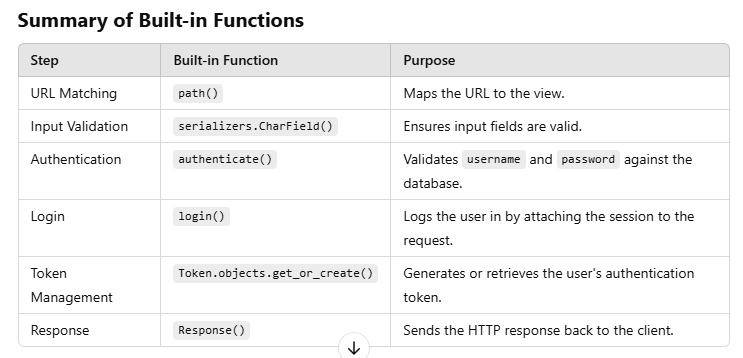 Summary of Built-in Functions
Step Built-in Function Purpose
URL Matching path() Maps the URL to the view.
Input Validation serializers.CharField() Ensures input fields are valid.
Authentication authenticate() Validates username and password against the
database.
Login login() Logs the user in by attaching the session to the
request.
Token Token.objects.get_or_create() Generates or retrieves the user's authentication
Management token.
Response Response() Sends the HTTP response back to the client.